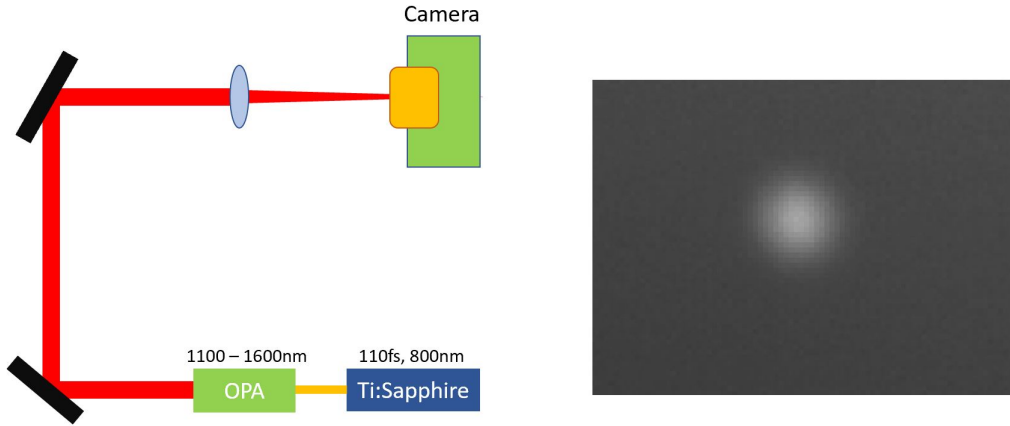 Camera
1100 – 1600nm
110fs, 800nm
OPA
Ti:Sapphire